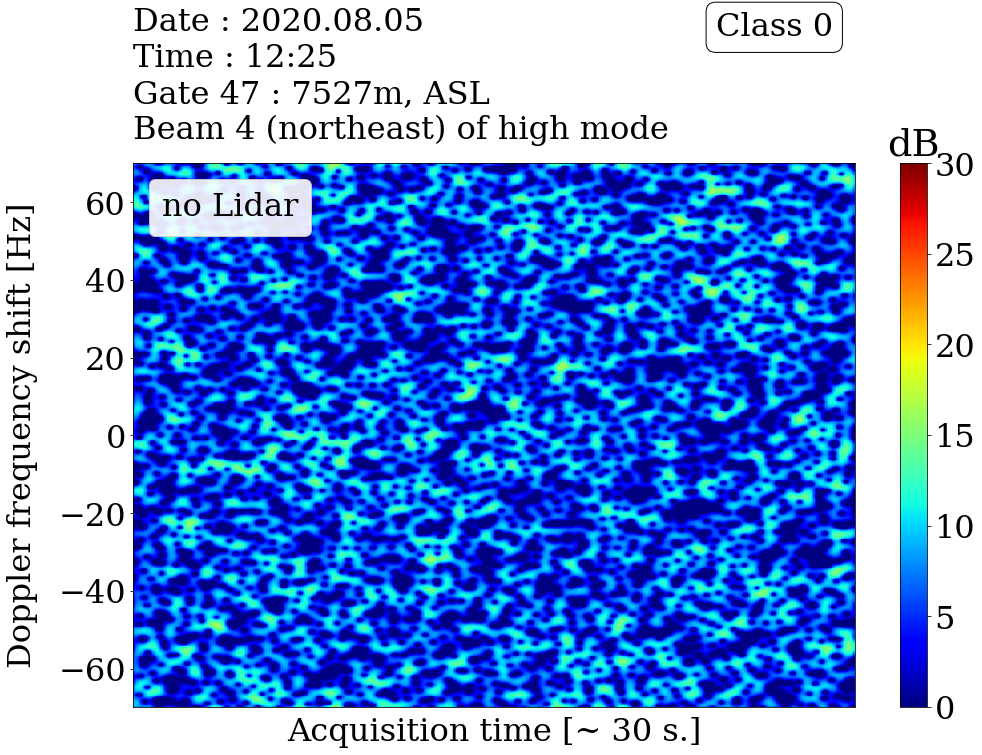 Date : 2020.08.05
Time : 12:25
Gate 47 : 7527m, ASL
Beam 4 (northeast) of high mode
Class 0
dB
no Lidar
Doppler frequency shift [Hz]
60
40
20
0
−20
−40
−60
Acquisition time [~ 30 s.]
30
25
20
15
10
5
0